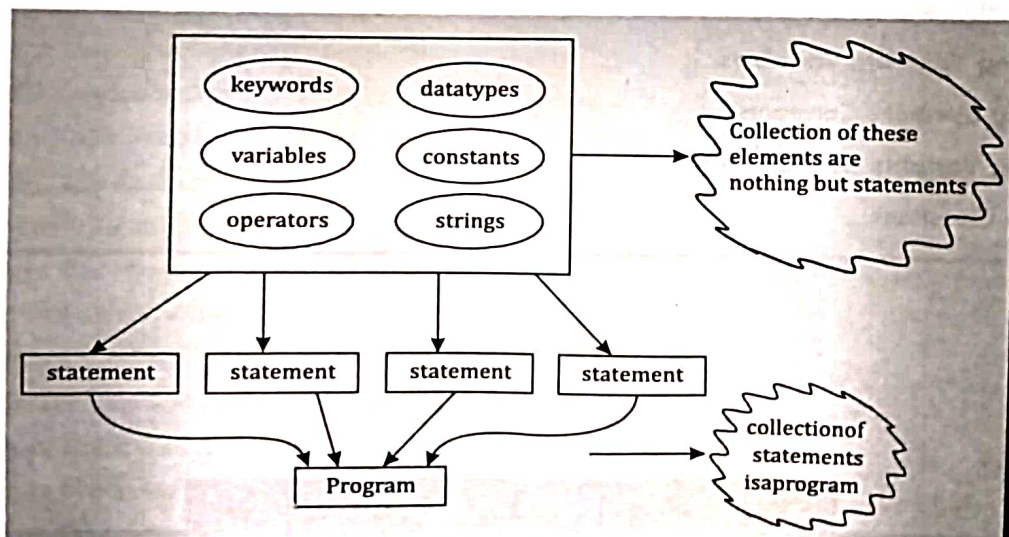 keywords
datatypes
variables
constants
operators
strings
Collection of these
elements are
nothing but statements
statement
statement
statement
statement
Program
collectionof
statements
isaprogram